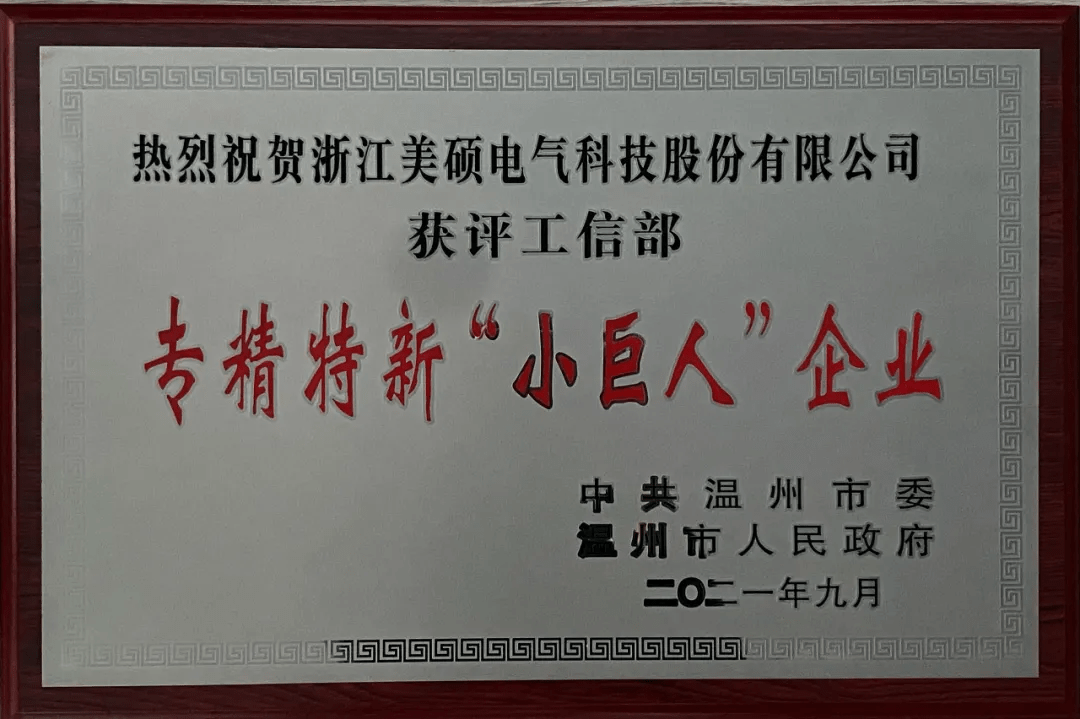 热烈祝贺浙江美硕电气科技股份有限公司
获评工信部
专精特新“小巨人”企业
中共温州市委
温州市人民政府
二〇二一年九月